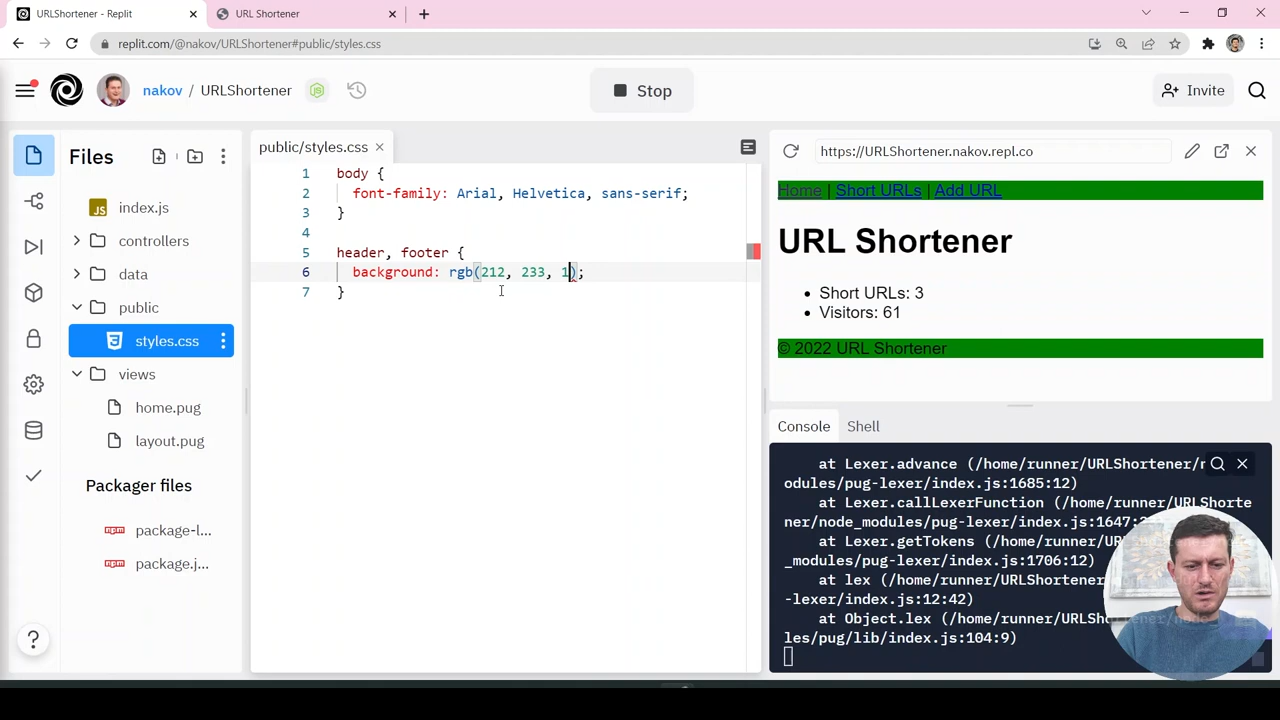 URLShortener - Replit
URL Shortener
replit.com/@nakov/URLShortener#public/styles.css
nakov / URLShortener
Stop
Invite
Files
index.js
controllers
data
public
styles.css
views
home.pug
layout.pug
Packager files
package-l...
package.j...
public/styles.css
1 body {
2 font-family: Arial, Helvetica, sans-serif;
3 }
4
5 header, footer {
6 background: rgb(212, 233, 1);
7 }
https://URLShortener.nakov.repl.co
Home | Short URLs | Add URL
URL Shortener
• Short URLs: 3
• Visitors: 61
© 2022 URL Shortener
Console
Shell
at Lexer.advance (/home/runner/URLShortener/n
odules/pug-lexer/index.js:1685:12)
at Lexer.callLexerFunction (/home/runner/URLShorte
ner/node_modules/pug-lexer/index.js:1647:
at Lexer.getTokens (/home/runner/URLSho
_modules/pug-lexer/index.js:1706:12)
at lex (/home/runner/URLShortener
-lexer/index.js:12:42)
at Object.lex (/home/runner/URLSho
les/pug/lib/index.js:104:9)